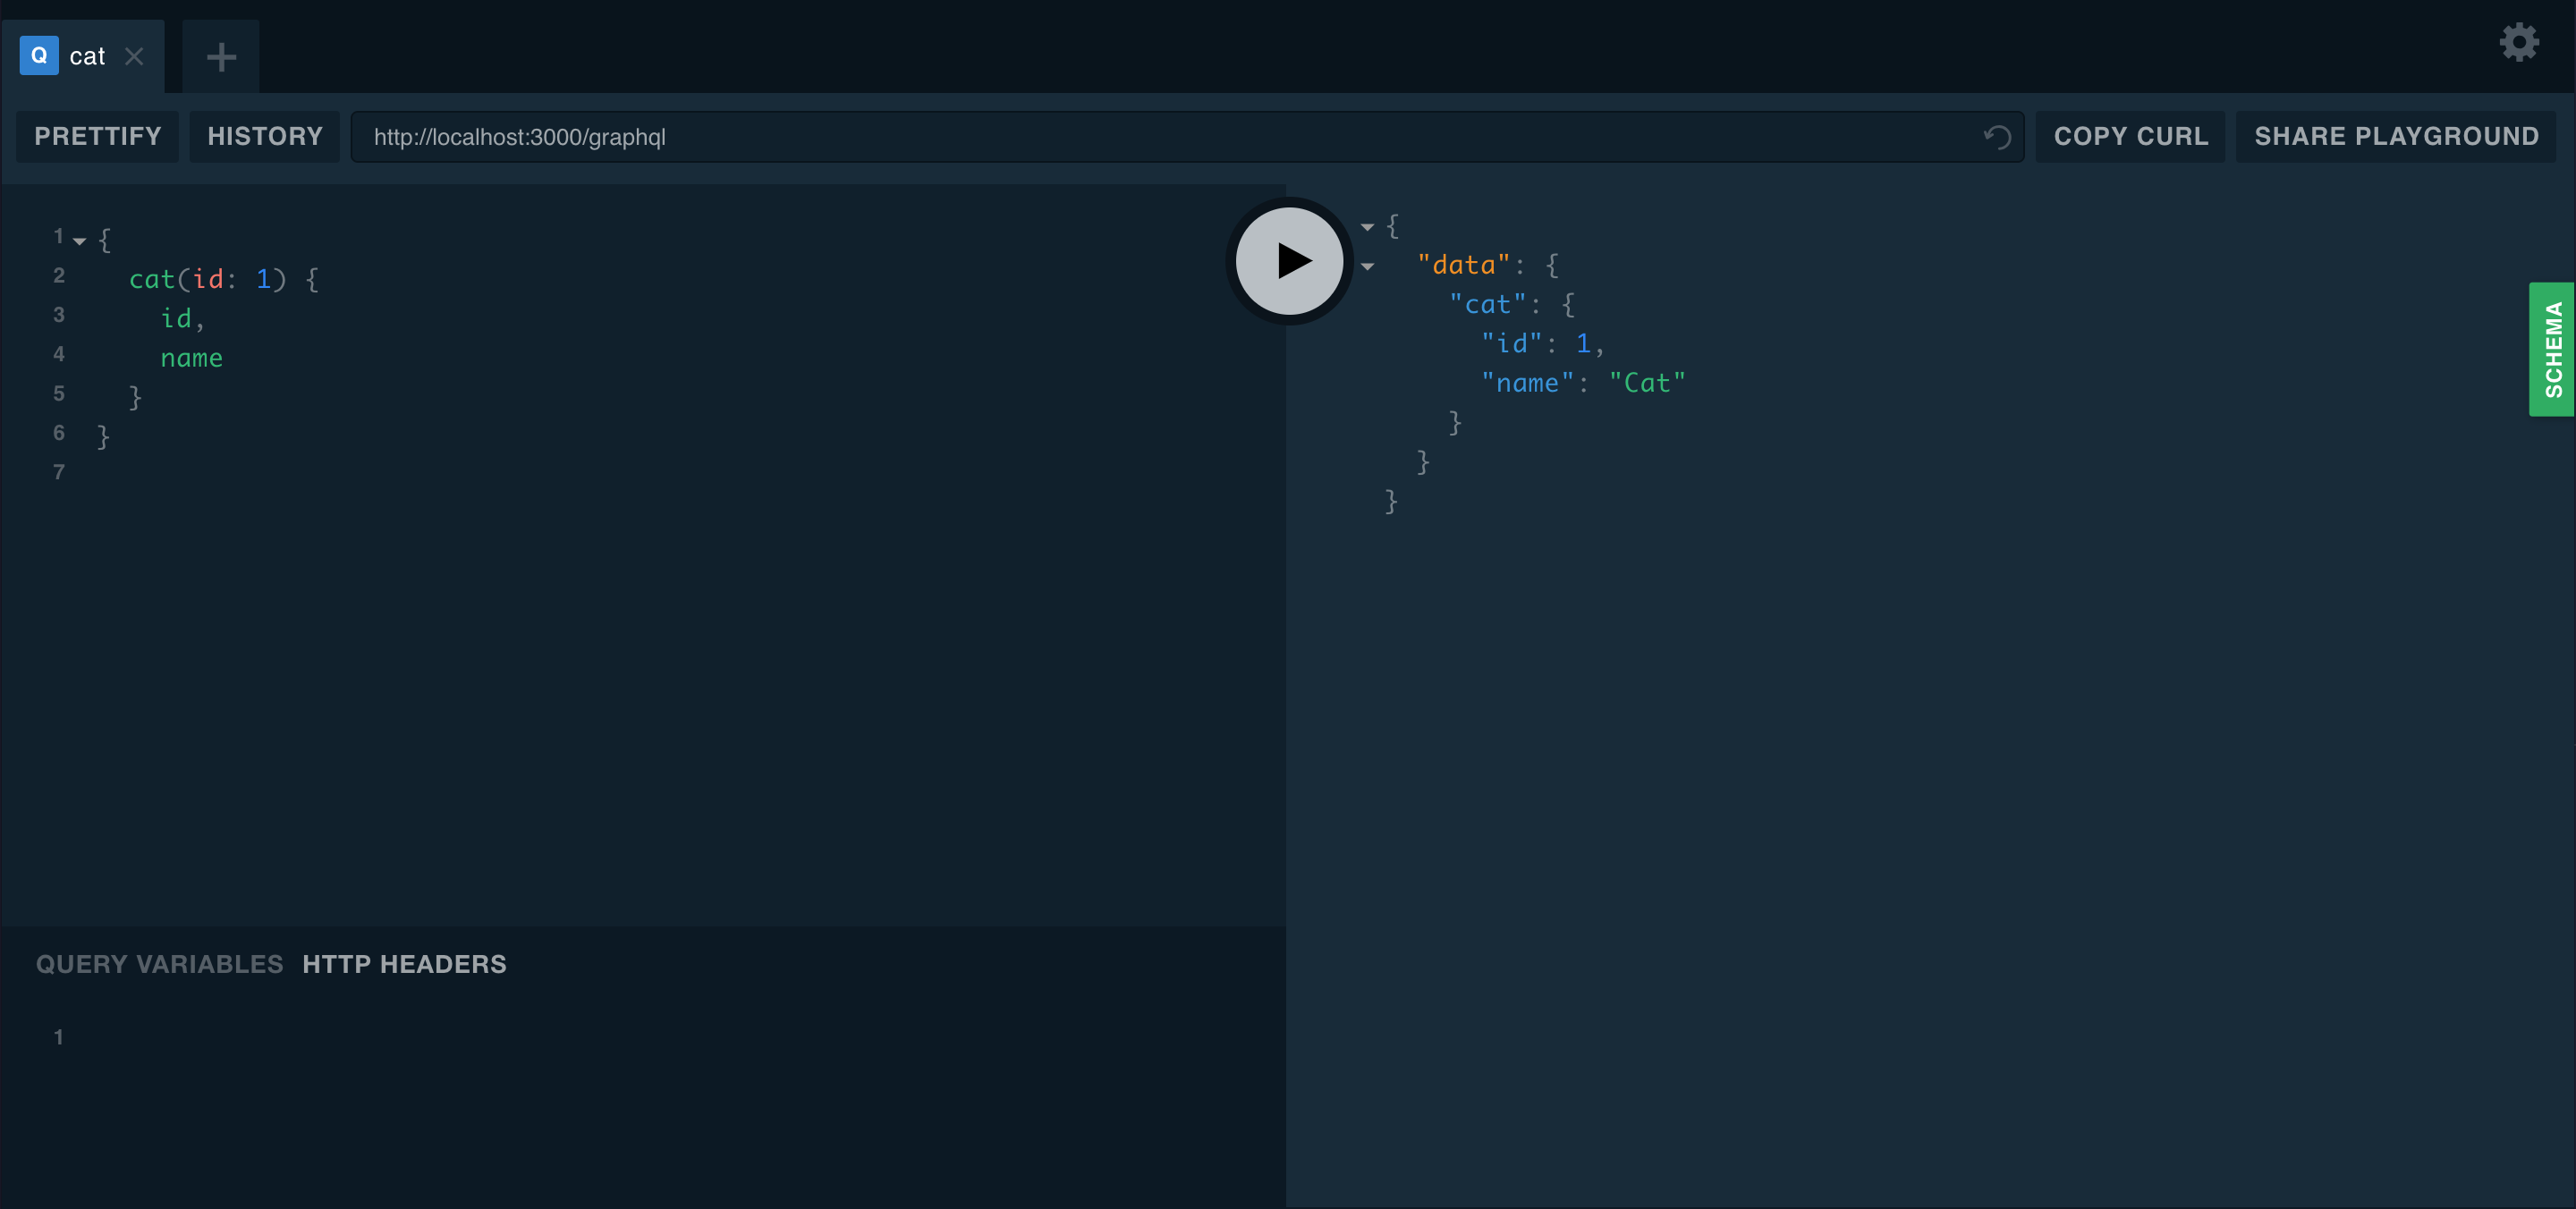 Q cat
PRETTIFY HISTORY http://localhost:3000/graphql COPY CURL SHARE PLAYGROUND
1 {
2 cat(id: 1) {
3 id,
4 name
5 }
6 }
7
{
"data": {
"cat": {
"id": 1,
"name": "Cat"
}
}
}
SCHEMA
QUERY VARIABLES HTTP HEADERS
1